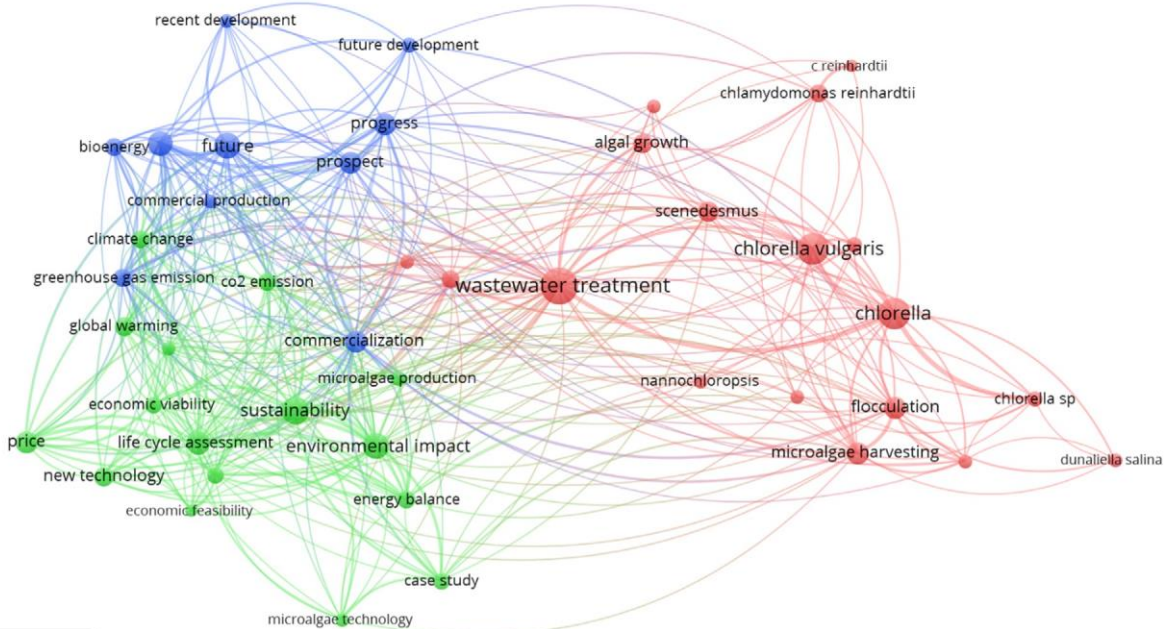 recent development
future development
c reinhardtii
chlamydomonas reinhardtii
progress
algal growth
bioenergy
future
prospect
commercial production
scenedesmus
climate change
chlorella vulgaris
greenhouse gas emission
co2 emission
wastewater treatment
global warming
chlorella
commercialization
microalgae production
nannochloropsis
economic viability
sustainability
flocculation
chlorella sp
price
life cycle assessment
environmental impact
microalgae harvesting
dunaliella salina
new technology
energy balance
economic feasibility
case study
microalgae technology